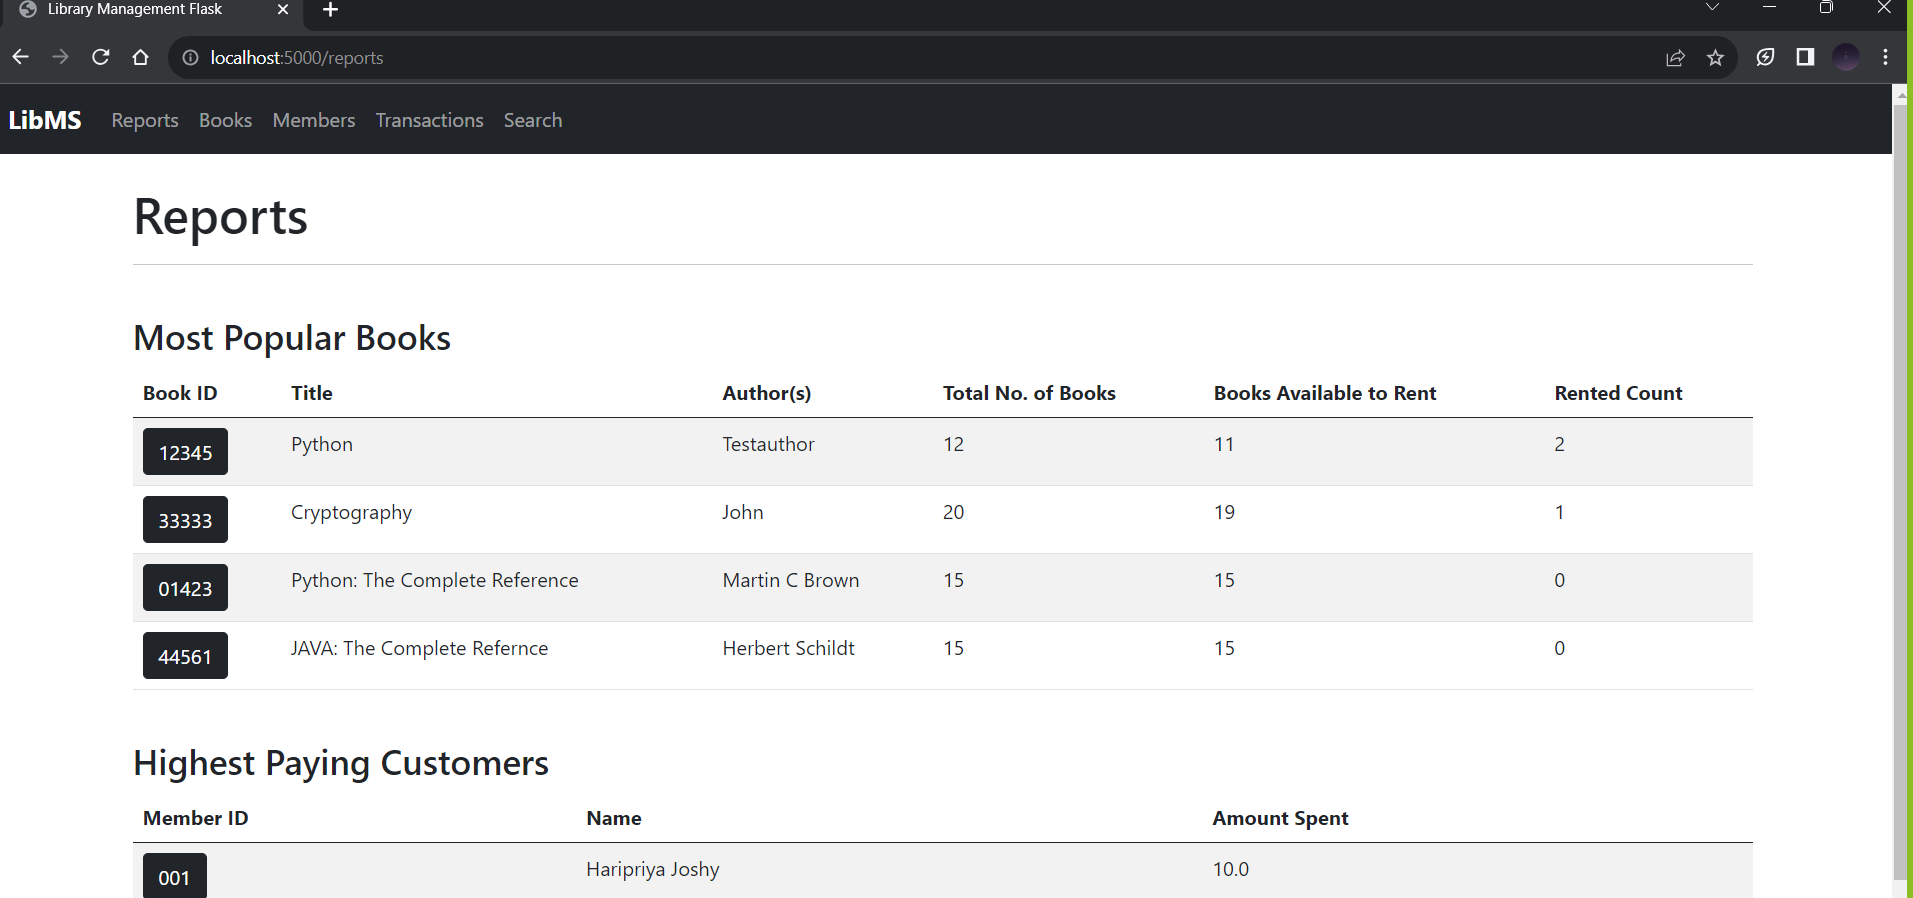 Library Management Flask
localhost:5000/reports
LibMS Reports Books Members Transactions Search
Reports
Most Popular Books
Book ID Title Author(s) Total No. of Books Books Available to Rent Rented Count
12345 Python Testauthor 12 11 2
33333 Cryptography John 20 19 1
01423 Python: The Complete Reference Martin C Brown 15 15 0
44561 JAVA: The Complete Refernce Herbert Schildt 15 15 0
Highest Paying Customers
Member ID Name Amount Spent
001 Haripriya Joshy 10.0